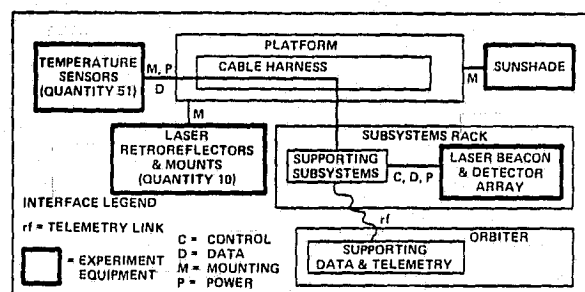 PLATFORM
CABLE HARNESS
TEMPERATURE
SENSORS
(QUANTITY 51)
M, P
D
M
SUNSHADE
M
LASER
RETROREFLECTORS
& MOUNTS
(QUANTITY 10)
SUBSYSTEMS RACK
SUPPORTING
SUBSYSTEMS
C, D, P
LASER BEACON
& DETECTOR
ARRAY
rf
ORBITER
SUPPORTING
DATA & TELEMETRY
INTERFACE LEGEND
rf = TELEMETRY LINK
= EXPERIMENT
EQUIPMENT
C = CONTROL
D = DATA
M = MOUNTING
P = POWER